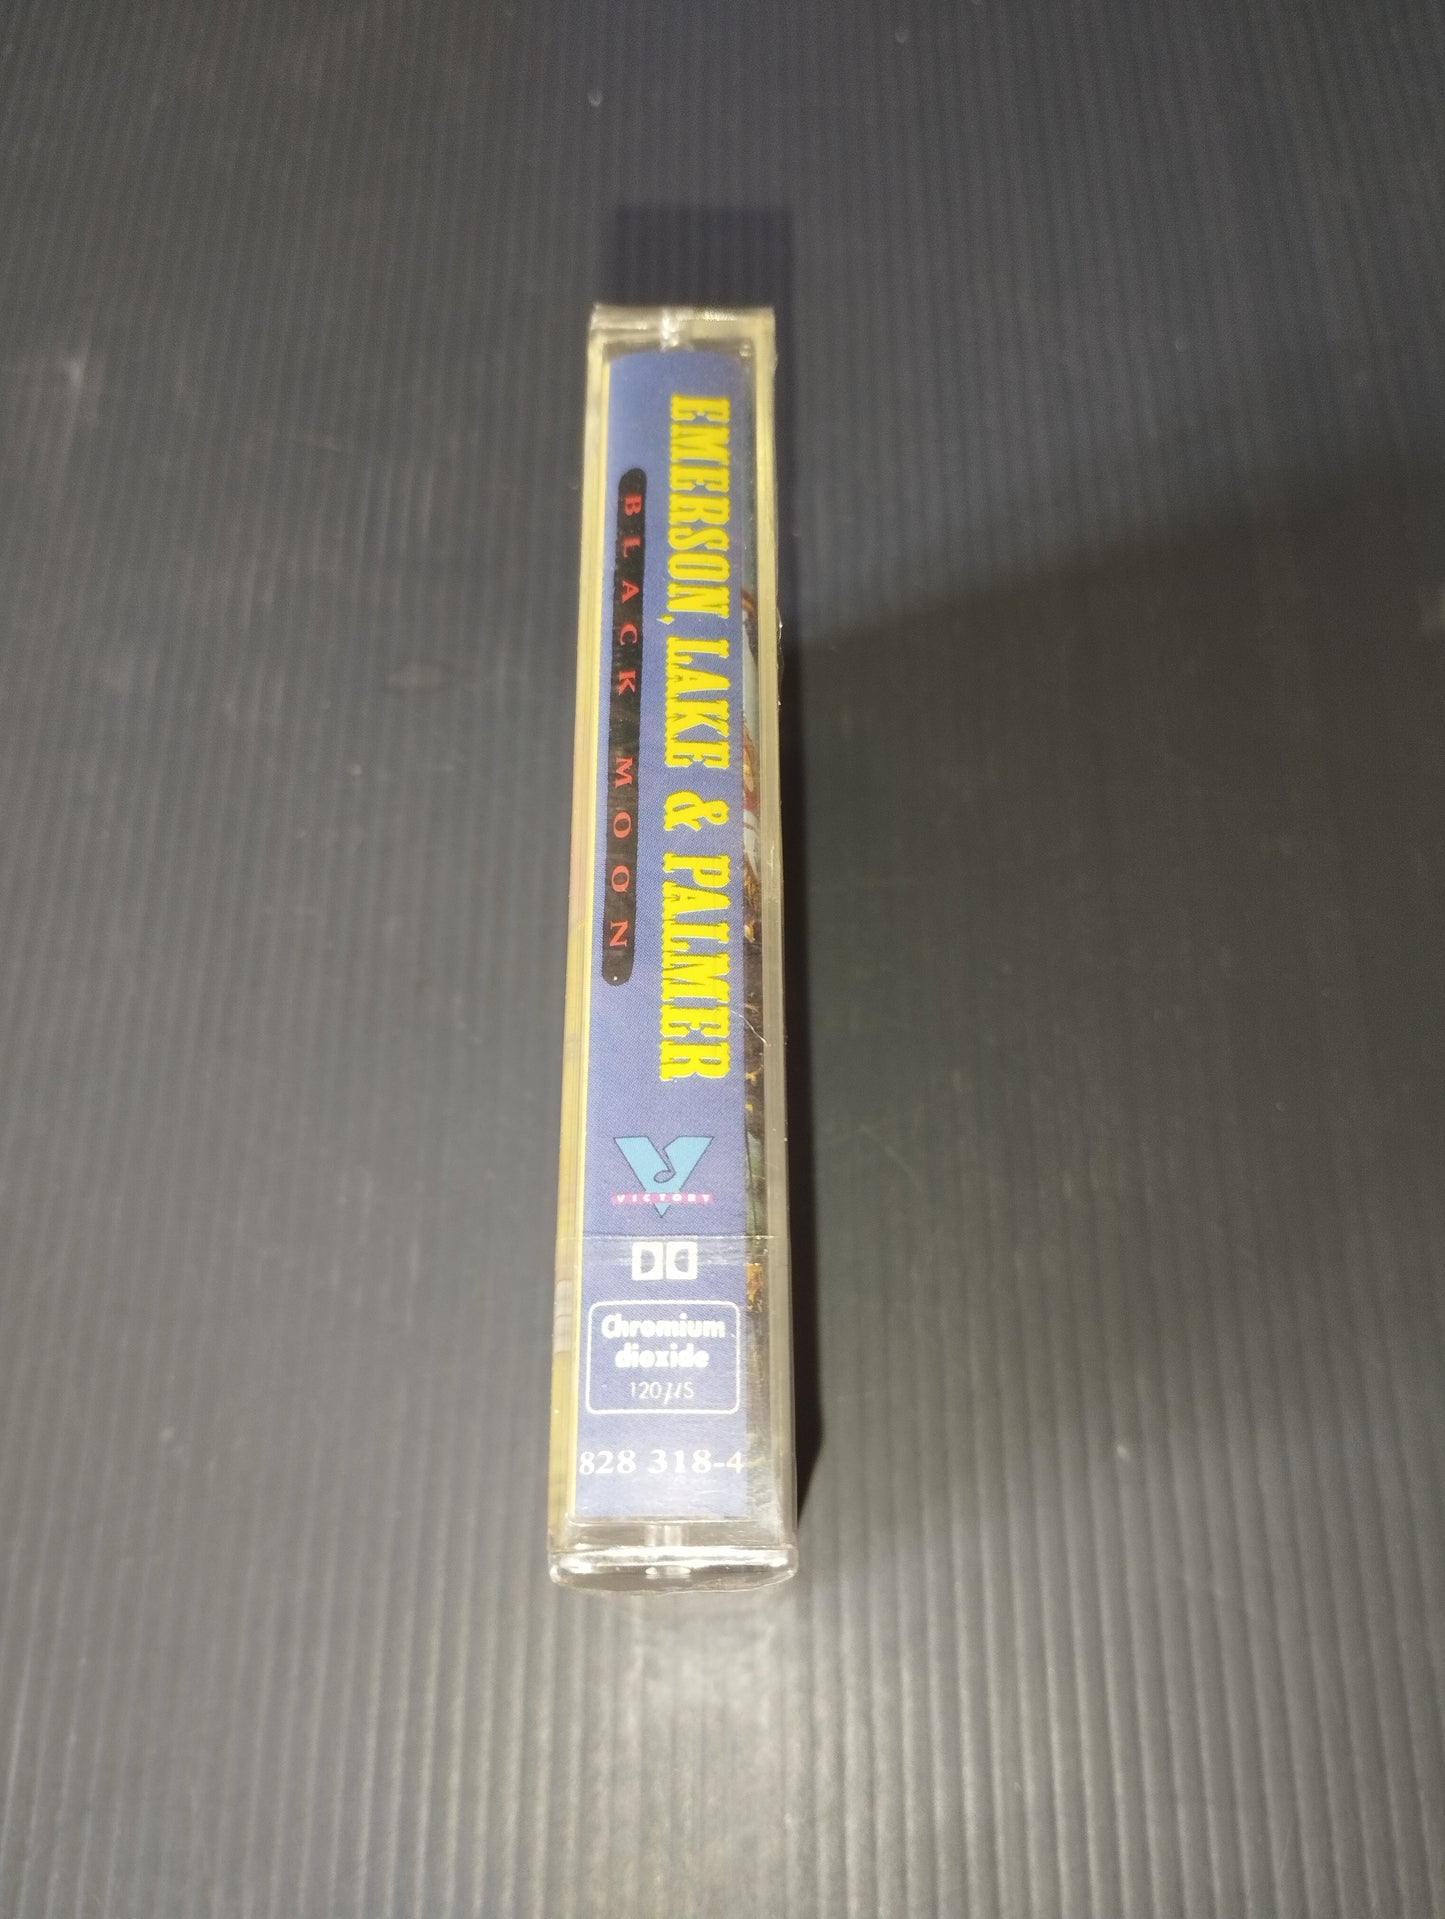 EMERSON, LAKE & PALMER
BLACK MOON
VICTORY
Chromium
dioxide
120μs
828 318-4